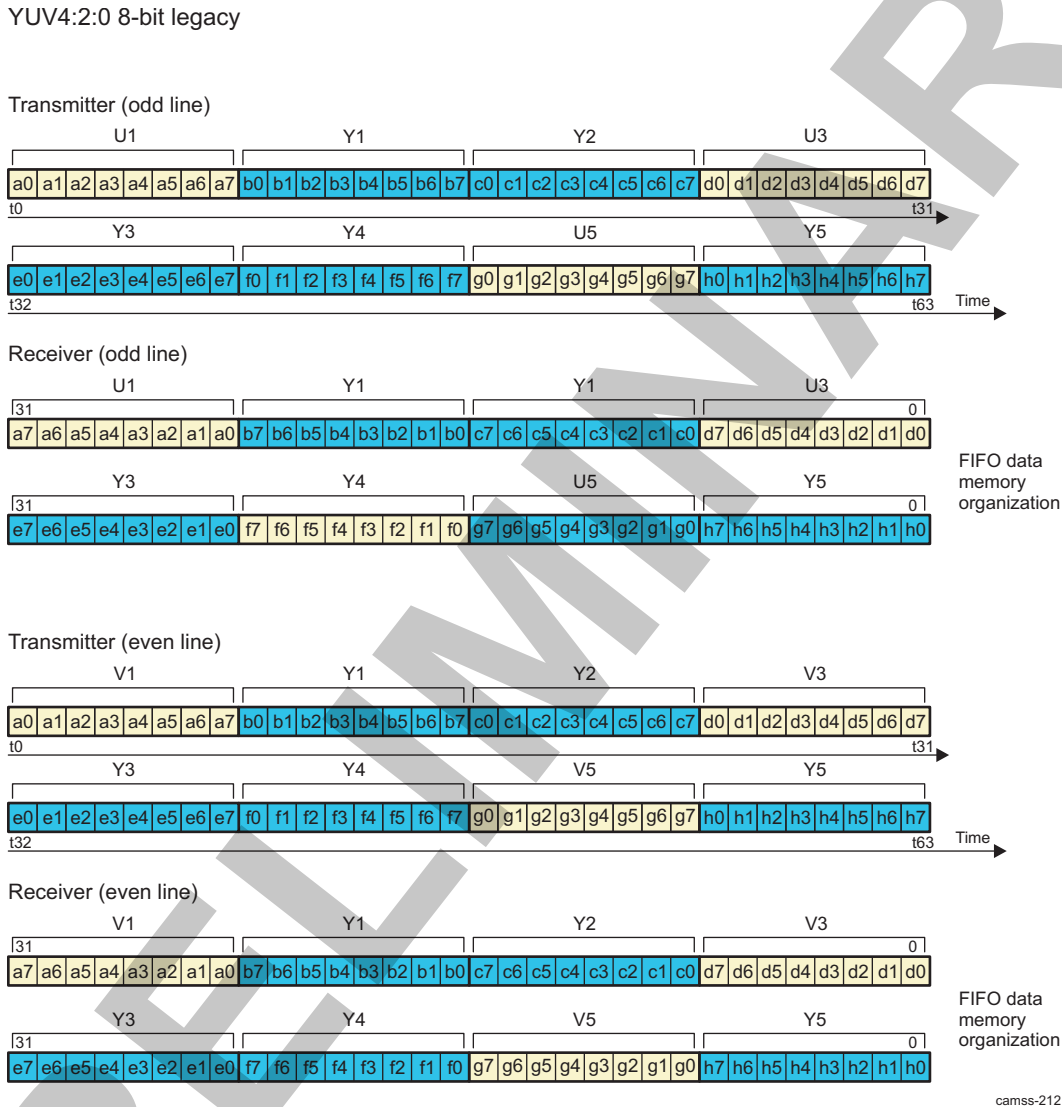 YUV4:2:0 8-bit legacy
Transmitter (odd line)
U1 Y1 Y2 U3
a0 a1 a2 a3 a4 a5 a6 a7 b0 b1 b2 b3 b4 b5 b6 b7 c0 c1 c2 c3 c4 c5 c6 c7 d0 d1 d2 d3 d4 d5 d6 d7
t0 t31
Y3 Y4 U5 Y5
e0 e1 e2 e3 e4 e5 e6 e7 f0 f1 f2 f3 f4 f5 f6 f7 g0 g1 g2 g3 g4 g5 g6 g7 h0 h1 h2 h3 h4 h5 h6 h7
t32 t63 Time
Receiver (odd line)
U1 Y1 Y1 U3
31 0
a7 a6 a5 a4 a3 a2 a1 a0 b7 b6 b5 b4 b3 b2 b1 b0 c7 c6 c5 c4 c3 c2 c1 c0 d7 d6 d5 d4 d3 d2 d1 d0
Y3 Y4 U5 Y5
31 0
e7 e6 e5 e4 e3 e2 e1 e0 f7 f6 f5 f4 f3 f2 f1 f0 g7 g6 g5 g4 g3 g2 g1 g0 h7 h6 h5 h4 h3 h2 h1 h0
FIFO data
memory
organization
Transmitter (even line)
V1 Y1 Y2 V3
a0 a1 a2 a3 a4 a5 a6 a7 b0 b1 b2 b3 b4 b5 b6 b7 c0 c1 c2 c3 c4 c5 c6 c7 d0 d1 d2 d3 d4 d5 d6 d7
t0 t31
Y3 Y4 V5 Y5
e0 e1 e2 e3 e4 e5 e6 e7 f0 f1 f2 f3 f4 f5 f6 f7 g0 g1 g2 g3 g4 g5 g6 g7 h0 h1 h2 h3 h4 h5 h6 h7
t32 t63 Time
Receiver (even line)
V1 Y1 Y2 V3
31 0
a7 a6 a5 a4 a3 a2 a1 a0 b7 b6 b5 b4 b3 b2 b1 b0 c7 c6 c5 c4 c3 c2 c1 c0 d7 d6 d5 d4 d3 d2 d1 d0
Y3 Y4 V5 Y5
31 0
e7 e6 e5 e4 e3 e2 e1 e0 f7 f6 f5 f4 f3 f2 f1 f0 g7 g6 g5 g4 g3 g2 g1 g0 h7 h6 h5 h4 h3 h2 h1 h0
FIFO data
memory
organization
camss-212